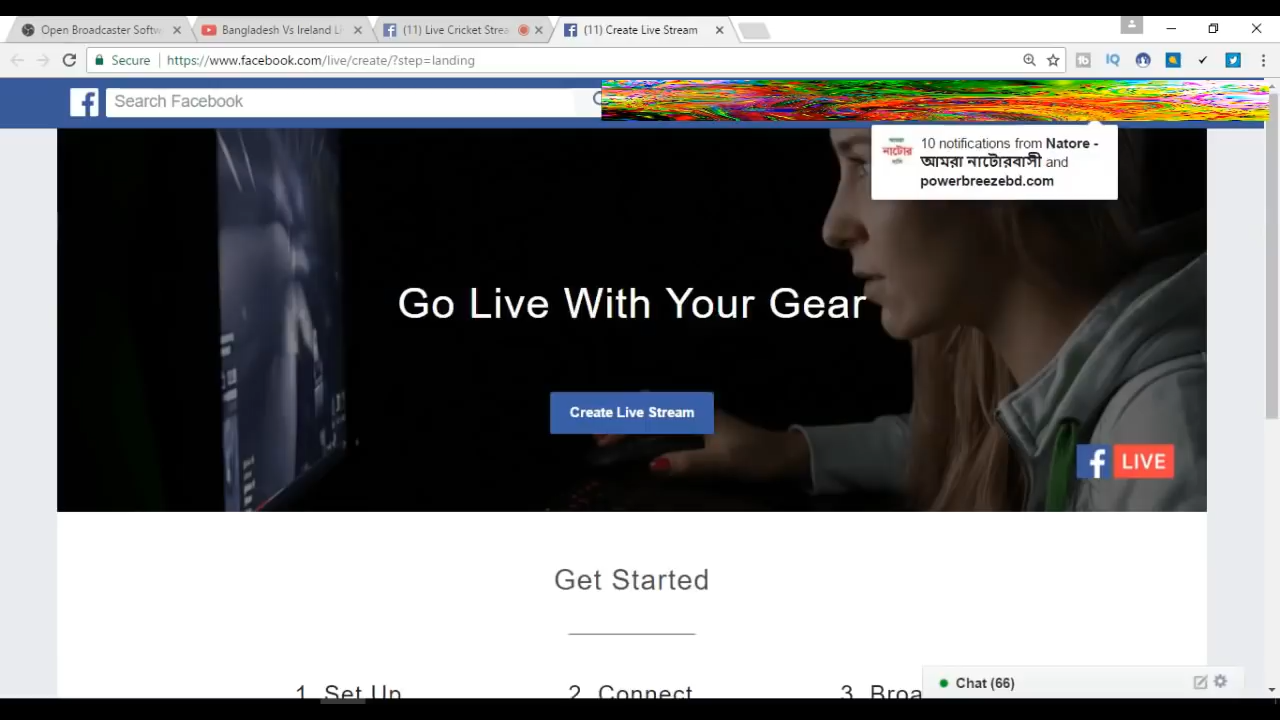 Open Broadcaster Softw
Bangladesh Vs Ireland Li
(11) Live Cricket Strea
(11) Create Live Stream
Secure
https://www.facebook.com/live/create/?step=landing
Search Facebook
10 notifications from Natore -
আমরা নাটোরবাসী and
powerbreezebd.com
নাটোর
Go Live With Your Gear
Create Live Stream
f LIVE
Get Started
1. Set Up
2. Connect
3. Broa
Chat (66)